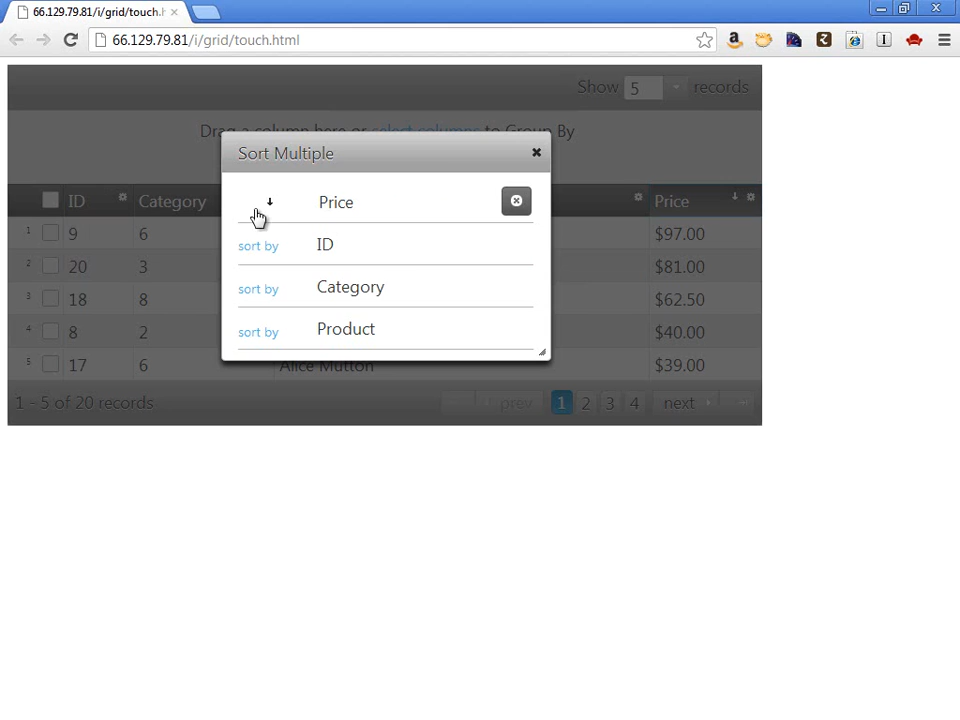 66.129.79.81/i/grid/touch.h
66.129.79.81/i/grid/touch.html
Show 5 records
Drag a column here or select columns to Group By
Sort Multiple
ID Category Price
Price
sort by ID
sort by Category
sort by Product
1 9 6 $97.00
2 20 3 $81.00
3 18 8 $62.50
4 8 2 $40.00
5 17 6 Alice Mutton $39.00
1 - 5 of 20 records prev 1 2 3 4 next